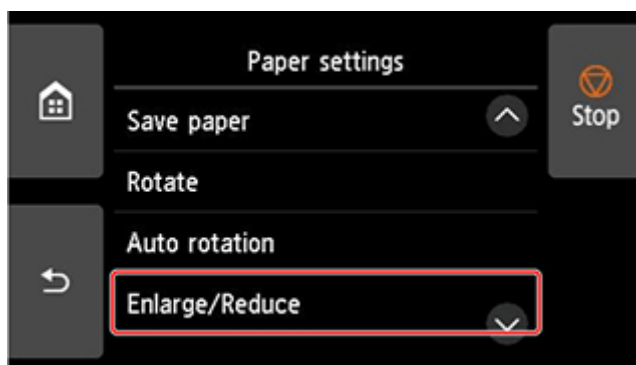 Paper settings
Save paper
Stop
Rotate
Auto rotation
Enlarge/Reduce